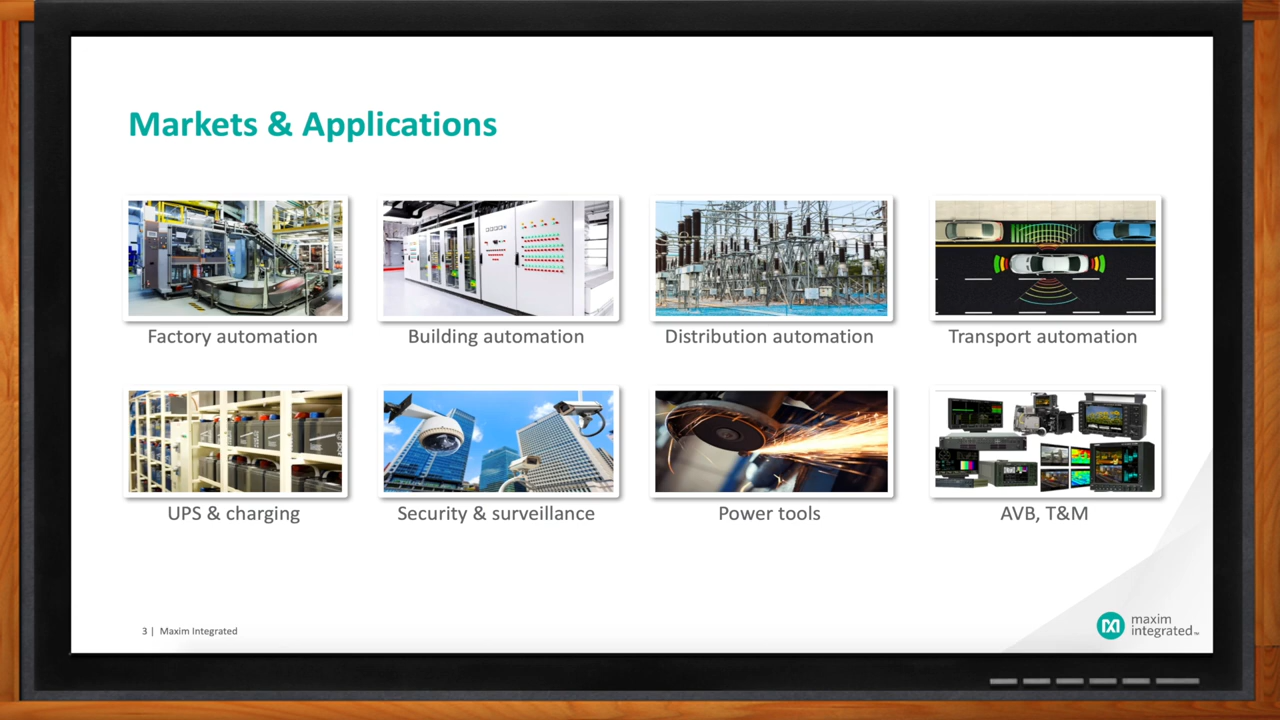 Markets & Applications
Factory automation
Building automation
Distribution automation
Transport automation
UPS & charging
Security & surveillance
Power tools
AVB, T&M
3 | Maxim Integrated
maxim
integrated™